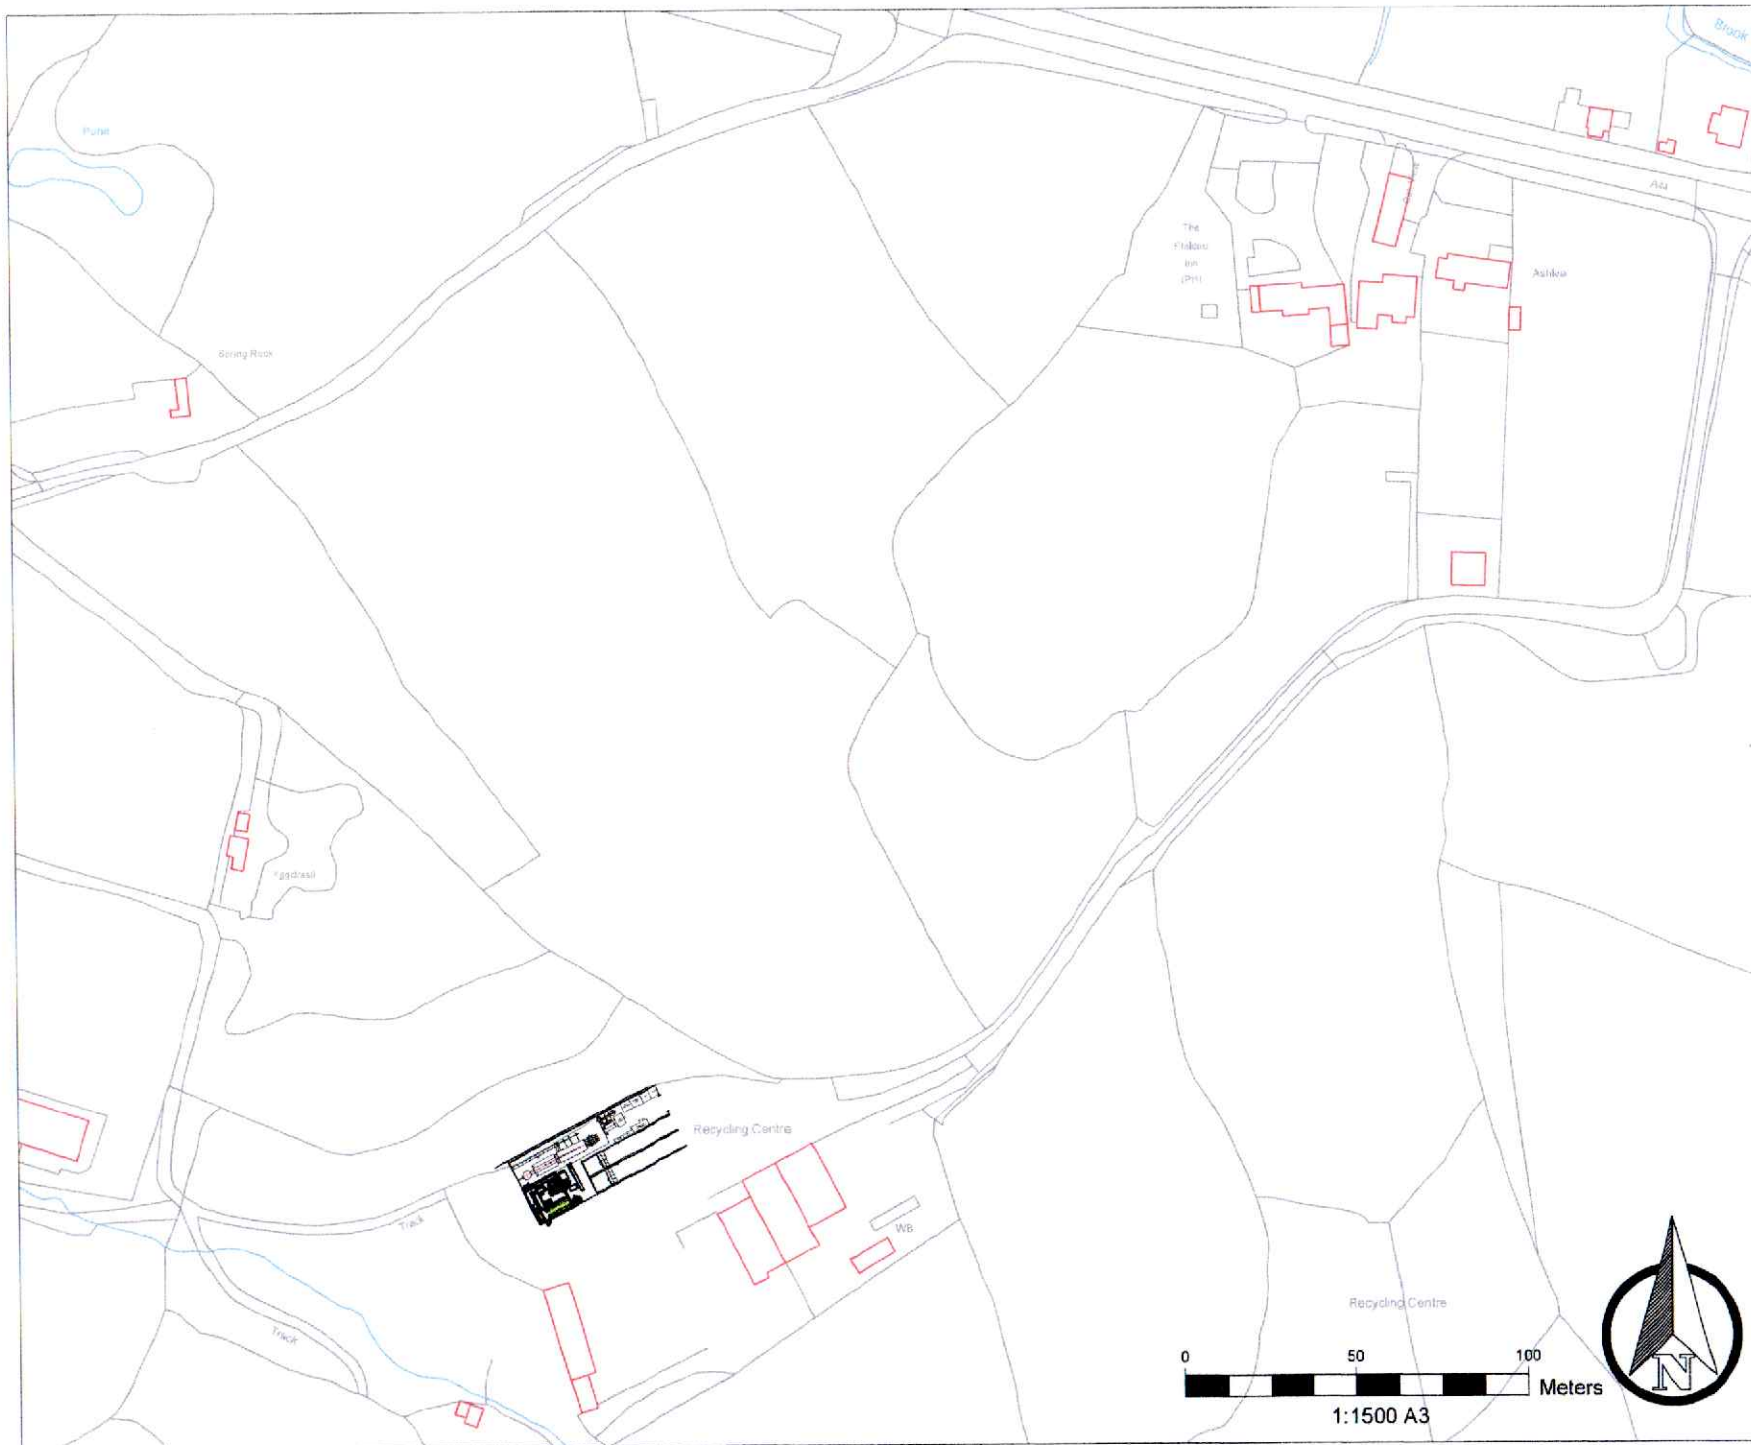 Brook
A44
The
Inn
(PH)
Ashlea
Recycling Centre
Track
WB
Track
Recycling Centre
0 50 100
Meters
1:1500 A3
N